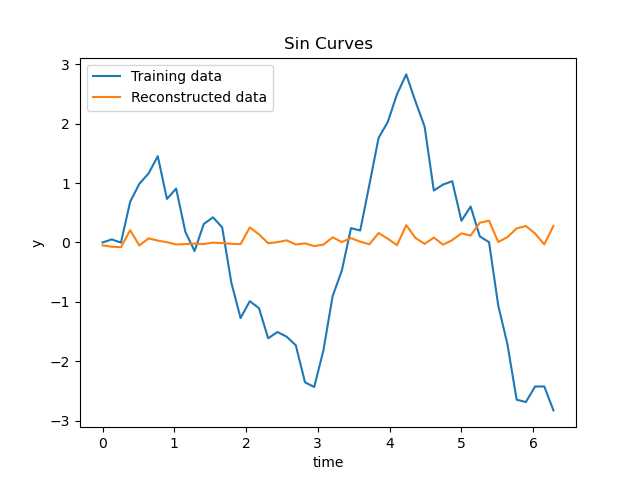 Sin Curves
Training data
Reconstructed data
3
2
1
0
−1
−2
−3
y
0 1 2 3 4 5 6
time